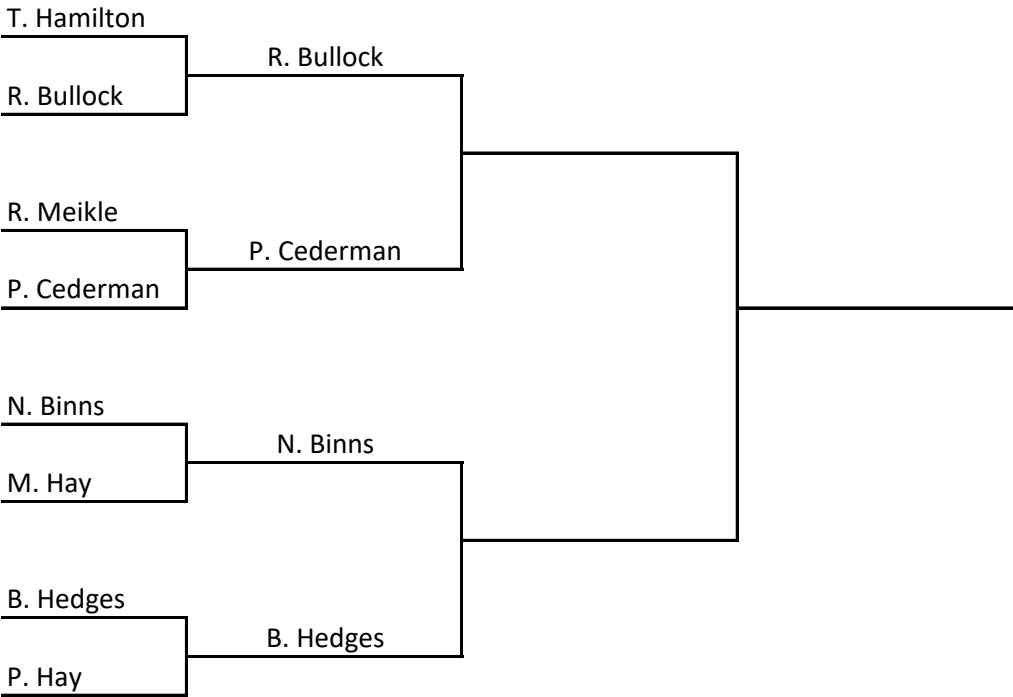 T. Hamilton
R. Bullock
R. Bullock
R. Meikle
P. Cederman
P. Cederman
N. Binns
N. Binns
M. Hay
B. Hedges
B. Hedges
P. Hay